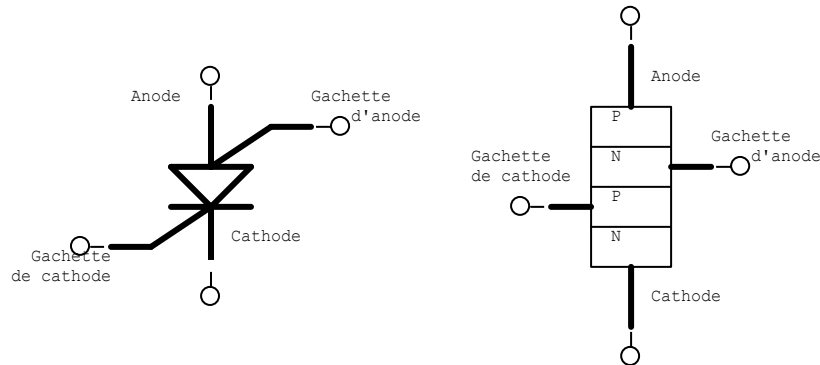 Anode
Gachette
d'anode
Cathode
Gachette
de cathode
Anode
P
N
P
N
Gachette
d'anode
Gachette
de cathode
Cathode